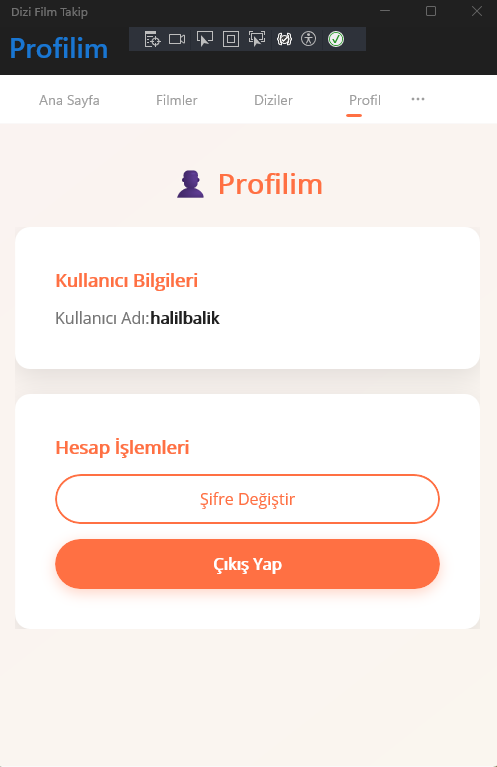 Dizi Film Takip
Profilim
Ana Sayfa
Filmler
Diziler
Profil
Profilim
Kullanıcı Bilgileri
Kullanıcı Adı:halilbalik
Hesap İşlemleri
Şifre Değiştir
Çıkış Yap